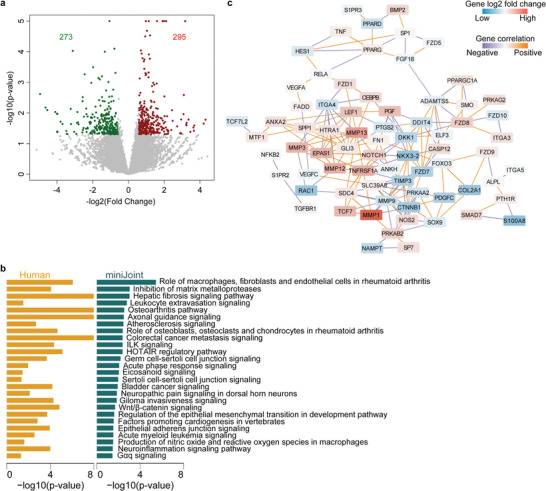 a
273
295
5
4
3
2
1
0
-log10(p-value)
-4
-2
0
2
4
-log2(Fold Change)
c
Gene log2 fold change
Low
High
Gene correlation
Negative
Positive
S1PR3
BMP2
PPARD
TNF
SP1
HES1
PPARG
FZD5
FGF18
RELA
PPARGC1A
VEGFA
FZD1
CEBPB
ITGA4
ADAMTS5
SMO
PRKAG2
FADD
LEF1
PGF
FZD10
TCF7L2
ANXA2
SPP1
PTGS2
DDIT4
FZD8
MTF1
HTRA1
MMP13
DKK1
ELF3
ITGA3
FN1
MMP3
GLI3
CASP12
NFKB2
EPAS1
NOTCH1
NKX3-2
FZD9
MMP12
FOXO3
ITGA5
S1PR2
VEGFC
TNFRSF1A
ANKH
FZD7
SLC39A8
TIMP3
ALPL
RAC1
SDC4
PRKAA2
COL2A1
MMP9
PDGFC
PTH1R
TGFBR1
TCF7
CTNNB1
MMP1
NOS2
SOX9
SMAD7
S100A8
PRKAB2
NAMPT
SP7
b
Human
miniJoint
Role of macrophages, fibroblasts and endothelial cells in rheumatoid arthritis
Inhibition of matrix metalloproteases
Hepatic fibrosis signaling pathway
Leukocyte extravasation signaling
Osteoarthritis pathway
Axonal guidance signaling
Atherosclerosis signaling
Role of osteoblasts, osteoclasts and chondrocytes in rheumatoid arthritis
Colorectal cancer metastasis signaling
ILK signaling
HOTAIR regulatory pathway
Germ cell-sertoli cell junction signaling
Acute phase response signaling
Eicosanoid signaling
Sertoli cell-sertoli cell junction signaling
Bladder cancer signaling
Neuropathic pain signaling in dorsal horn neurons
Glioma invasiveness signaling
Wnt/β-catenin signaling
Regulation of the epithelial mesenchymal transition in development pathway
Factors promoting cardiogenesis in vertebrates
Epithelial adherens junction signaling
Acute myeloid leukemia signaling
Production of nitric oxide and reactive oxygen species in macrophages
Neuroinflammation signaling pathway
Gαq signaling
0
4
8
0
4
8
−log10(p-value)
−log10(p-value)